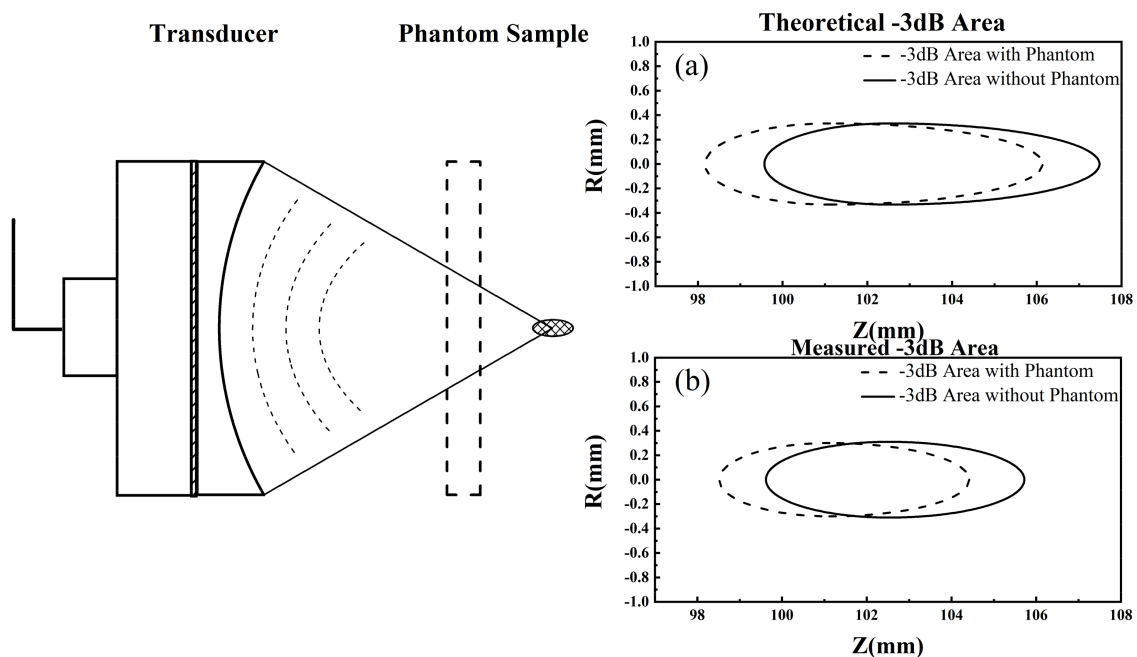 Transducer
Phantom Sample
Theoretical -3dB Area
(a)
-3dB Area with Phantom
-3dB Area without Phantom
R(mm)
1.0
0.8
0.6
0.4
0.2
0.0
-0.2
-0.4
-0.6
-0.8
-1.0
98 100 102 104 106 108
Z(mm)
Measured -3dB Area
(b)
-3dB Area with Phantom
-3dB Area without Phantom
R(mm)
1.0
0.8
0.6
0.4
0.2
0.0
-0.2
-0.4
-0.6
-0.8
-1.0
98 100 102 104 106 108
Z(mm)